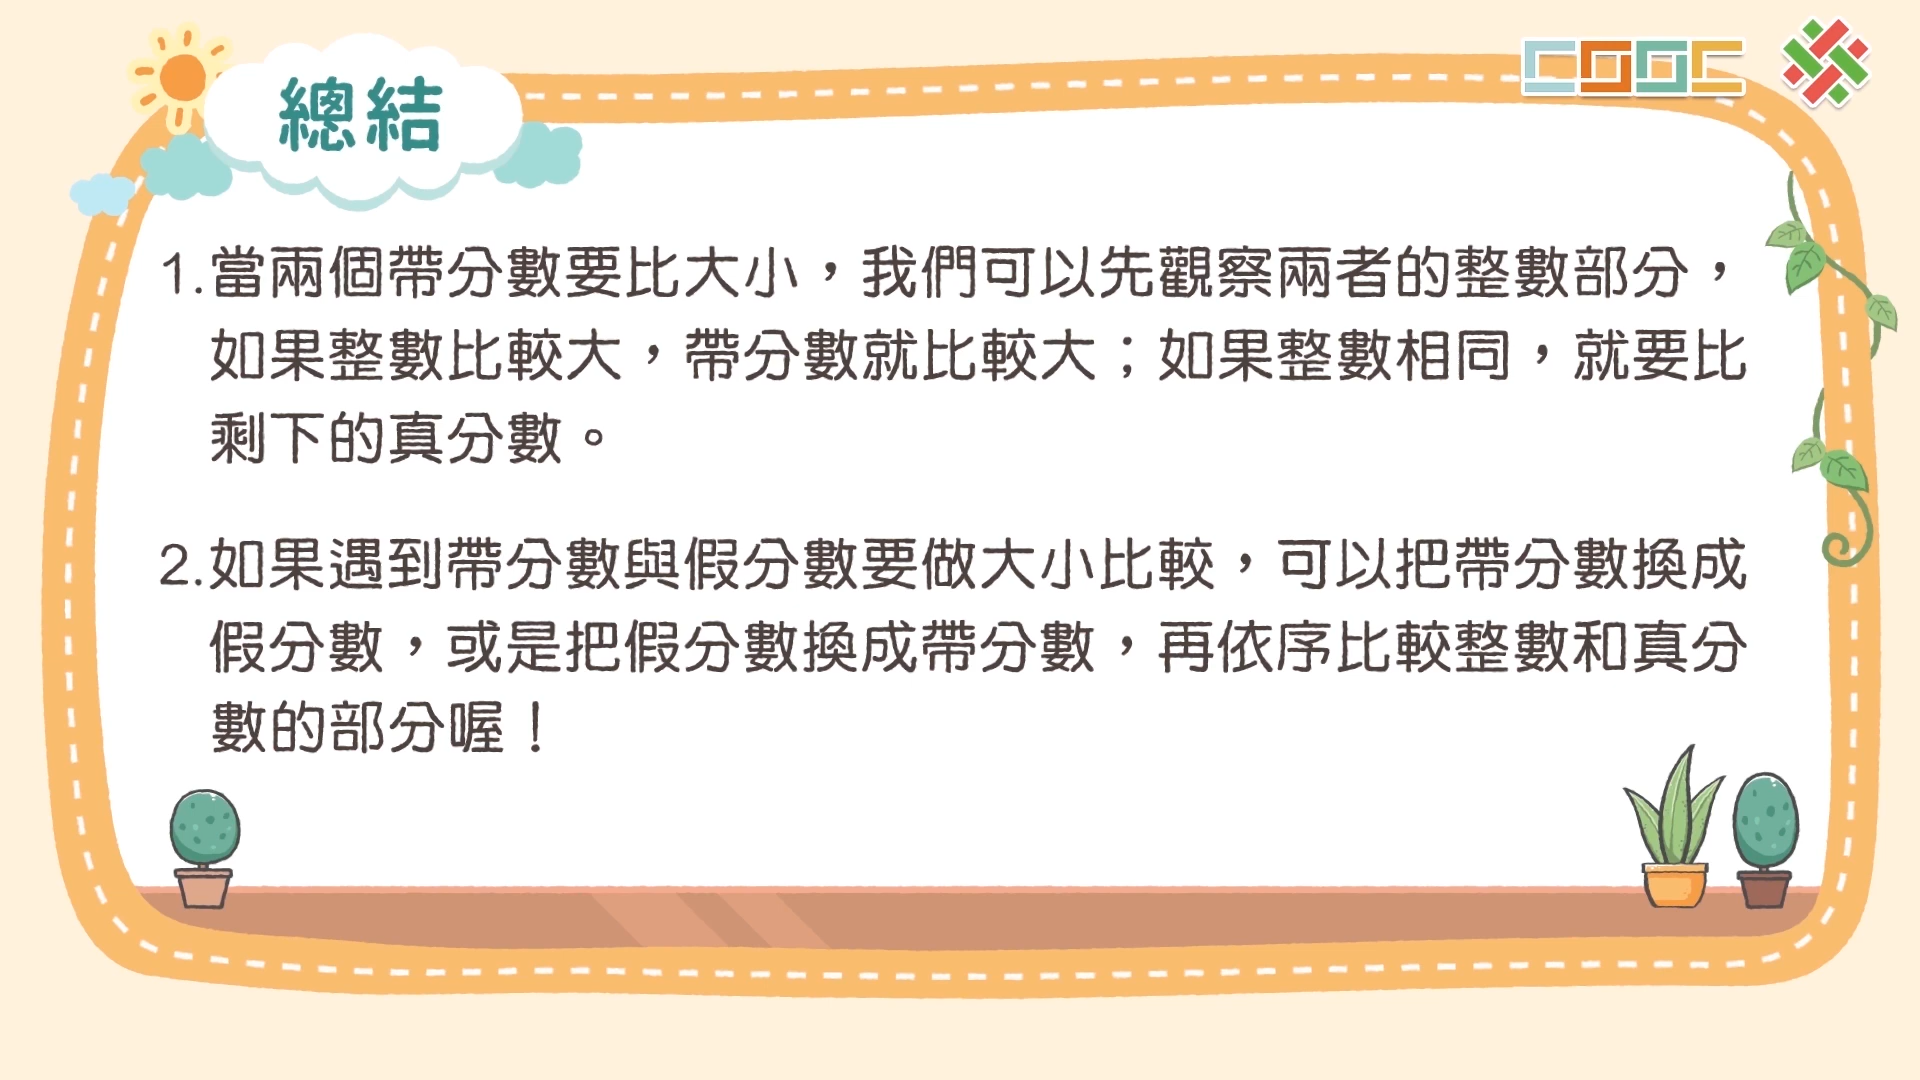 總結
1.當兩個帶分數要比大小，我們可以先觀察兩者的整數部分，
如果整數比較大，帶分數就比較大；如果整數相同，就要比
剩下的真分數。
2.如果遇到帶分數與假分數要做大小比較，可以把帶分數換成
假分數，或是把假分數換成帶分數，再依序比較整數和真分
數的部分喔！